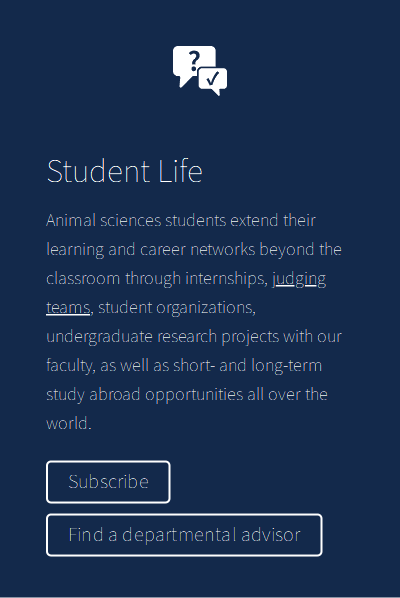 ?
Student Life
Animal sciences students extend their
learning and career networks beyond the
classroom through internships, judging
teams, student organizations,
undergraduate research projects with our
faculty, as well as short- and long-term
study abroad opportunities all over the
world.
Subscribe
Find a departmental advisor